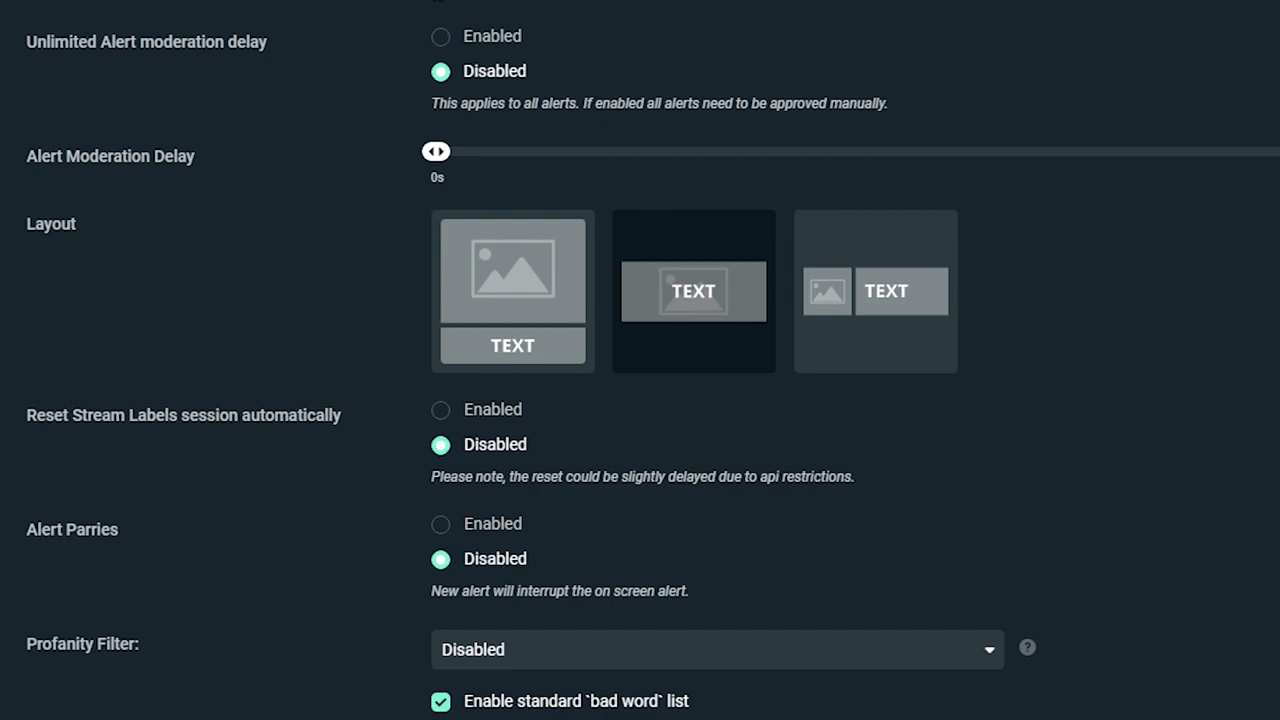 Unlimited Alert moderation delay
Enabled
Disabled
This applies to all alerts. If enabled all alerts need to be approved manually.
Alert Moderation Delay
0s
Layout
TEXT
TEXT
TEXT
Reset Stream Labels session automatically
Enabled
Disabled
Please note, the reset could be slightly delayed due to api restrictions.
Alert Parries
Enabled
Disabled
New alert will interrupt the on screen alert.
Profanity Filter:
Disabled
?
Enable standard `bad word` list